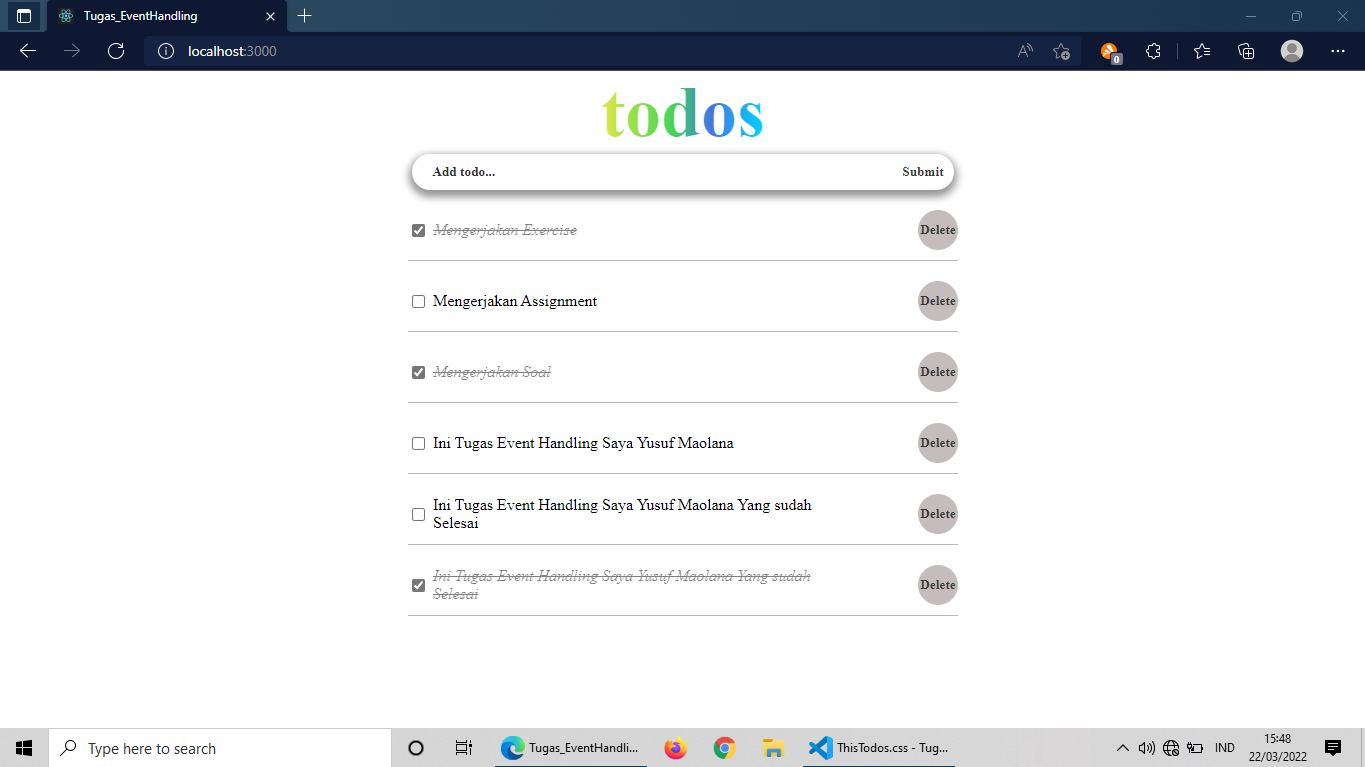 Tugas_EventHandling
localhost:3000
0
todos
Add todo... Submit
Mengerjakan Exercise Delete
Mengerjakan Assignment Delete
Mengerjakan Soal Delete
Ini Tugas Event Handling Saya Yusuf Maolana Delete
Ini Tugas Event Handling Saya Yusuf Maolana Yang sudah
Selesai Delete
Ini Tugas Event Handling Saya Yusuf Maolana Yang sudah
Selesai Delete
Type here to search
Tugas_EventHandli...
ThisTodos.css - Tug...
IND
15:48
22/03/2022